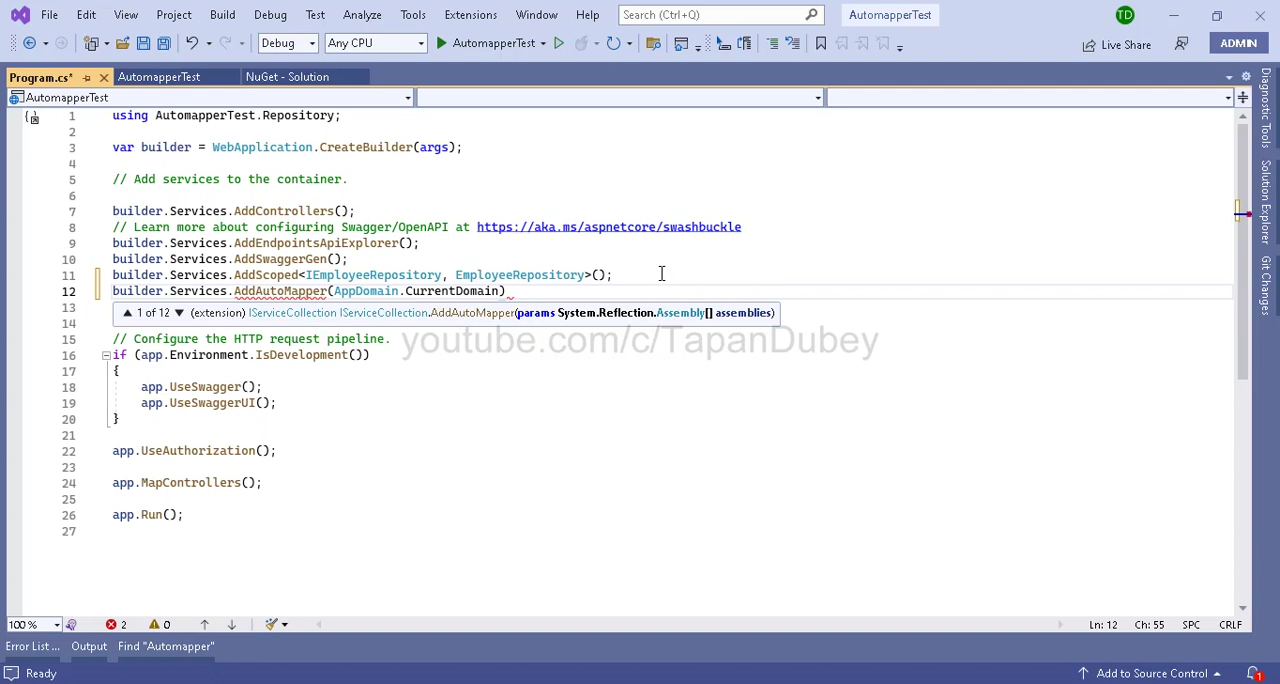 File Edit View Project Build Debug Test Analyze Tools Extensions Window Help Search (Ctrl+Q) AutomapperTest TD
Debug Any CPU AutomapperTest Live Share ADMIN
Program.cs* AutomapperTest NuGet - Solution
AutomapperTest
1 using AutomapperTest.Repository;
2
3 var builder = WebApplication.CreateBuilder(args);
4
5 // Add services to the container.
6
7 builder.Services.AddControllers();
8 // Learn more about configuring Swagger/OpenAPI at https://aka.ms/aspnetcore/swashbuckle
9 builder.Services.AddEndpointsApiExplorer();
10 builder.Services.AddSwaggerGen();
11 builder.Services.AddScoped<IEmployeeRepository, EmployeeRepository>();
12 builder.Services.AddAutoMapper(AppDomain.CurrentDomain)
13 1 of 12 (extension) IServiceCollection IServiceCollection.AddAutoMapper(params System.Reflection.Assembly[] assemblies)
14
15 // Configure the HTTP request pipeline.
youtube.com/c/TapanDubey
16 if (app.Environment.IsDevelopment())
17 {
18 app.UseSwagger();
19 app.UseSwaggerUI();
20 }
21
22 app.UseAuthorization();
23
24 app.MapControllers();
25
26 app.Run();
27
Diagnostic Tools
Solution Explorer
Git Changes
100 % 2 0 Ln: 12 Ch: 55 SPC CRLF
Error List ... Output Find "Automapper"
Ready Add to Source Control 1